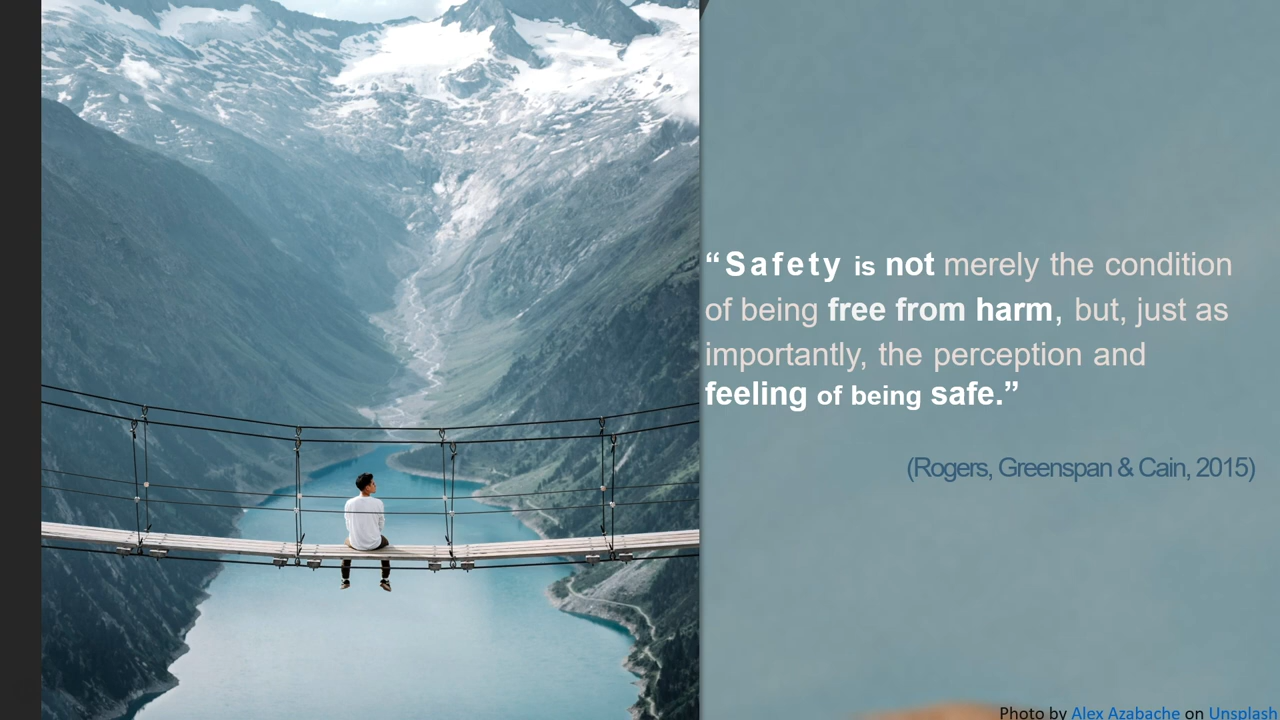 “Safety is not merely the condition
of being free from harm, but, just as
importantly, the perception and
feeling of being safe.”
(Rogers, Greenspan & Cain, 2015)
Photo by Alex Azabache on Unsplash